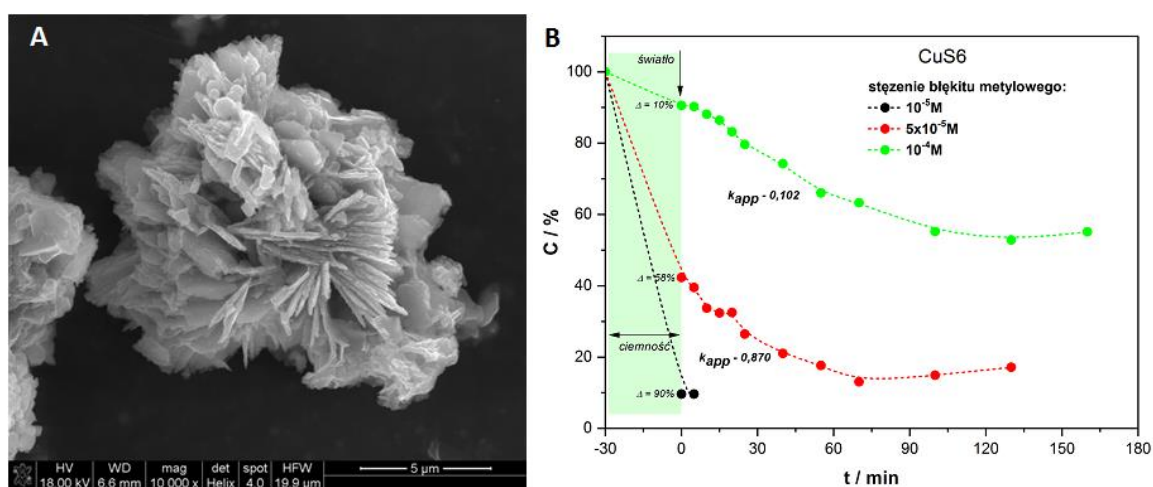 A
HV WD mag det spot HFW
18.00 kV 6.6 mm 10 000 x Helix 4.0 19.9 µm
5 µm
B
CuS6
stęzenie błękitu metylowego:
10⁻⁵M
5x10⁻⁵M
10⁻⁴M
światło
Δ = 10%
k_app - 0,102
Δ = 58%
ciemność
k_app - 0,870
Δ = 90%
C / %
100
80
60
40
20
0
-30 0 30 60 90 120 150 180
t / min